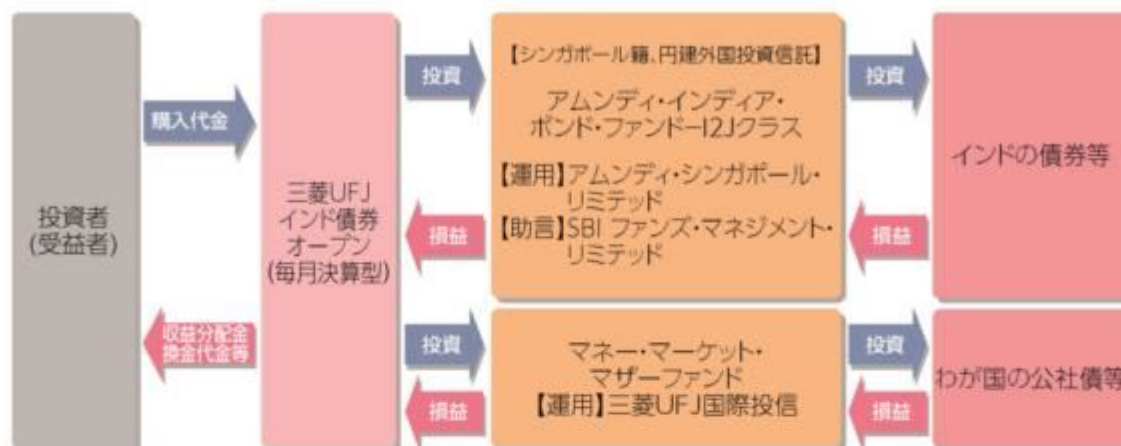 投資者
(受益者)
購入代金
収益分配金
換金代金等
三菱UFJ
インド債券
オープン
(毎月決算型)
投資
損益
投資
損益
【シンガポール籍、円建外国投資信託】
アムンディ・インディア・
ボンド・ファンド－I2Jクラス
【運用】アムンディ・シンガポール・
リミテッド
【助言】SBI ファンズ・マネジメント・
リミテッド
マネー・マーケット・
マザーファンド
【運用】三菱UFJ国際投信
投資
損益
投資
損益
インドの債券等
わが国の公社債等